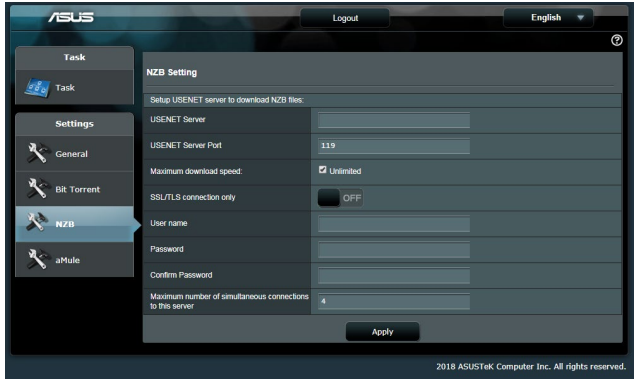 ASUS
Logout
English
Task
Task
Settings
General
Bit Torrent
NZB
aMule
NZB Setting
Setup USENET server to download NZB files:
USENET Server
USENET Server Port
119
Maximum download speed:
Unlimited
SSL/TLS connection only
OFF
User name
Password
Confirm Password
Maximum number of simultaneous connections
to this server
4
Apply
2018 ASUSTeK Computer Inc. All rights reserved.